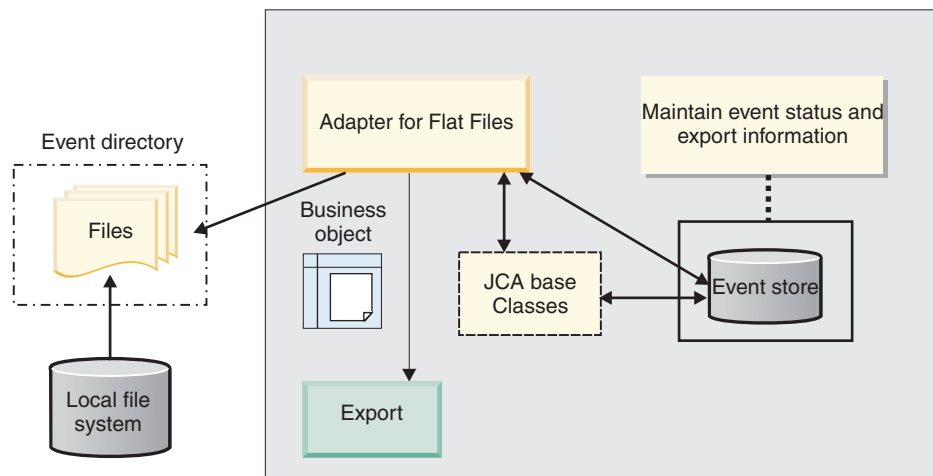 Event directory
Files
Local file
system
Adapter for Flat Files
Business
object
Export
JCA base
Classes
Maintain event status and
export information
Event store